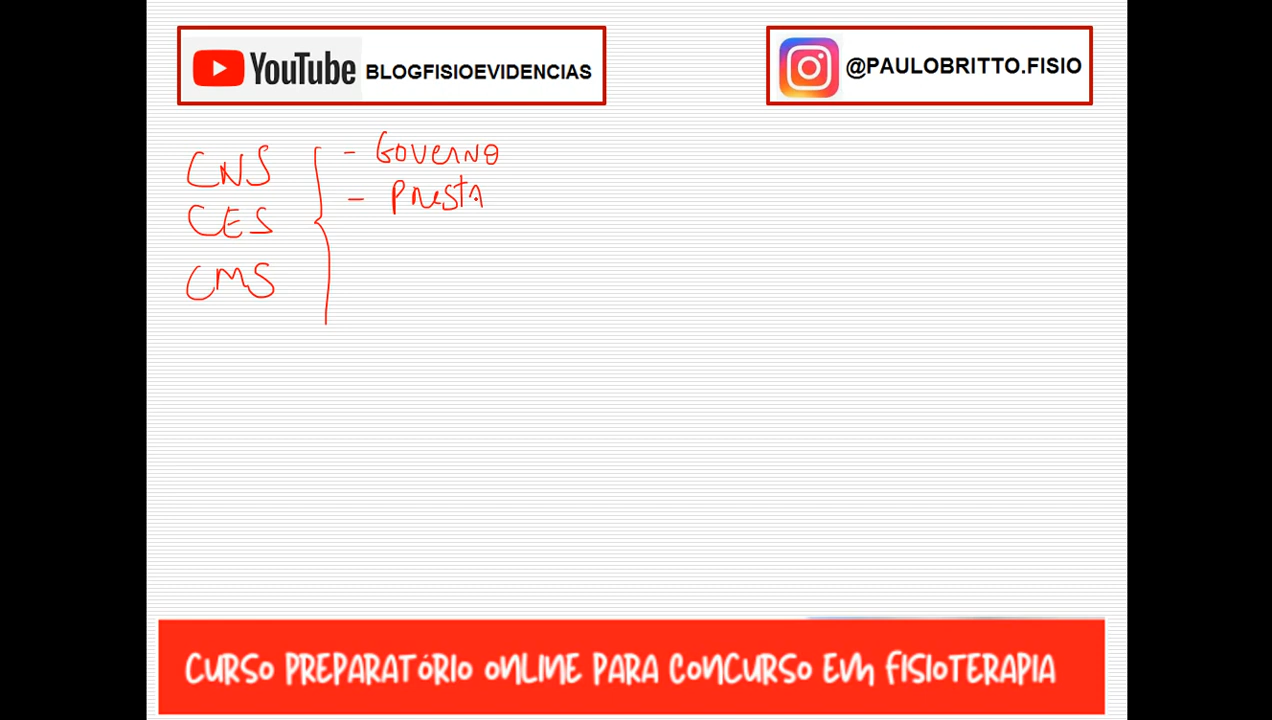 YouTube BLOGFISIOEVIDENCIAS
@PAULOBRITTO.FISIO
CNS
CES
CMS
- GOVERNO
- PRESTA
CURSO PREPARATÓRIO ONLINE PARA CONCURSO EM FISIOTERAPIA